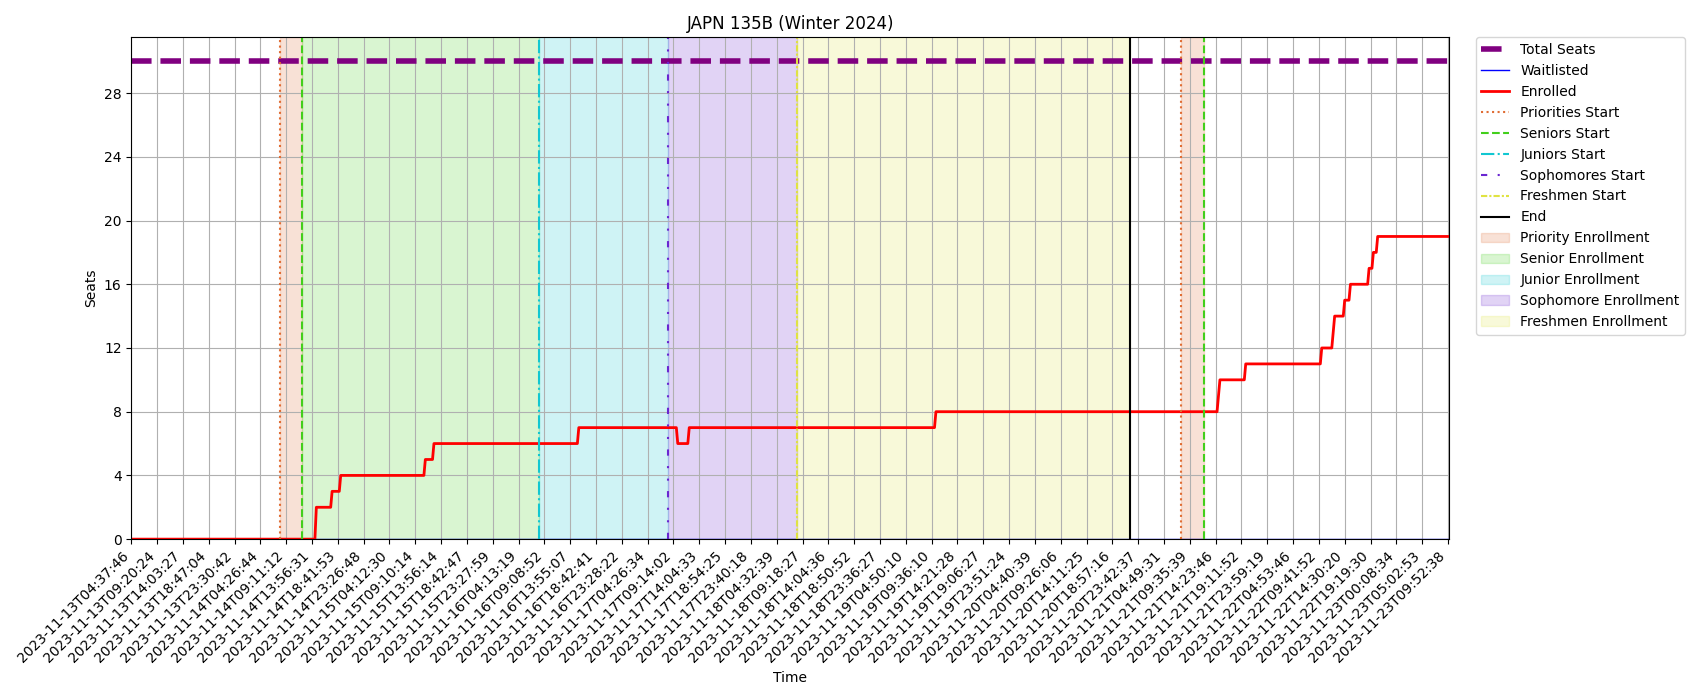 JAPN 135B (Winter 2024)
Seats
28
24
20
16
12
8
4
0
2023-11-13T04:37:46
2023-11-13T09:20:24
2023-11-13T14:03:27
2023-11-13T18:47:04
2023-11-13T23:30:42
2023-11-14T04:26:44
2023-11-14T09:11:12
2023-11-14T13:56:31
2023-11-14T18:41:53
2023-11-14T23:26:48
2023-11-15T04:12:30
2023-11-15T09:10:14
2023-11-15T13:56:14
2023-11-15T18:42:47
2023-11-15T23:27:59
2023-11-16T04:13:19
2023-11-16T09:08:52
2023-11-16T13:55:07
2023-11-16T18:42:41
2023-11-16T23:28:22
2023-11-17T04:26:34
2023-11-17T09:14:02
2023-11-17T14:04:33
2023-11-17T18:54:25
2023-11-17T23:40:18
2023-11-18T04:32:39
2023-11-18T09:18:27
2023-11-18T14:04:36
2023-11-18T18:50:52
2023-11-18T23:36:27
2023-11-19T04:50:10
2023-11-19T09:36:10
2023-11-19T14:21:28
2023-11-19T19:06:27
2023-11-19T23:51:24
2023-11-20T04:40:39
2023-11-20T09:26:06
2023-11-20T14:11:25
2023-11-20T18:57:16
2023-11-20T23:42:37
2023-11-21T04:49:31
2023-11-21T09:35:39
2023-11-21T14:23:46
2023-11-21T19:11:52
2023-11-21T23:59:19
2023-11-22T04:53:46
2023-11-22T09:41:52
2023-11-22T14:30:20
2023-11-22T19:19:30
2023-11-23T00:08:34
2023-11-23T05:02:53
2023-11-23T09:52:38
Time
Total Seats
Waitlisted
Enrolled
Priorities Start
Seniors Start
Juniors Start
Sophomores Start
Freshmen Start
End
Priority Enrollment
Senior Enrollment
Junior Enrollment
Sophomore Enrollment
Freshmen Enrollment